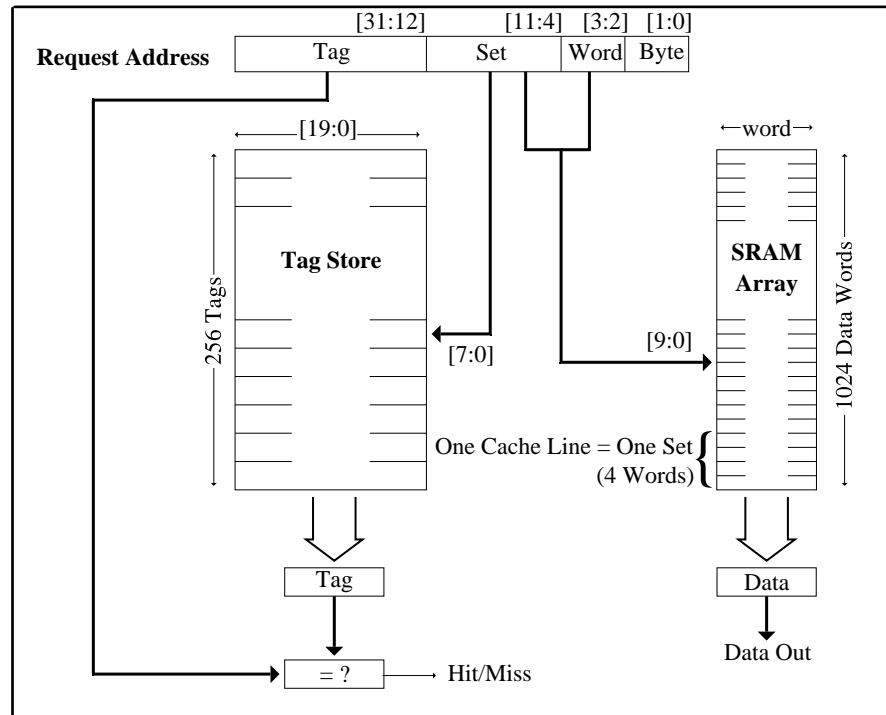 [31:12] [11:4] [3:2] [1:0]
Request Address Tag Set Word Byte
[19:0] word
Tag Store
SRAM
Array
256 Tags
1024 Data Words
[7:0] [9:0]
One Cache Line = One Set
(4 Words)
Tag Data
Data Out
= ? Hit/Miss